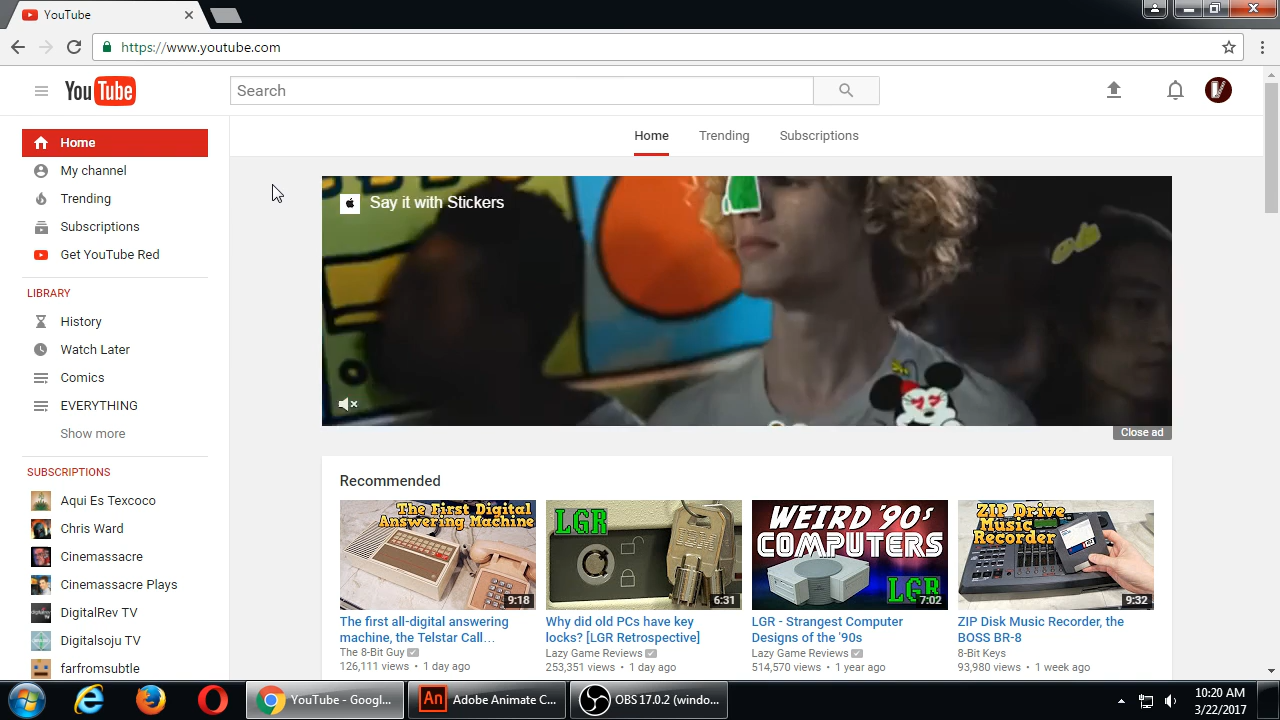 YouTube
https://www.youtube.com
YouTube
Search
Home
Trending
Subscriptions
Home
My channel
Trending
Subscriptions
Get YouTube Red
LIBRARY
History
Watch Later
Comics
EVERYTHING
Show more
SUBSCRIPTIONS
Aqui Es Texcoco
Chris Ward
Cinemassacre
Cinemassacre Plays
DigitalRev TV
Digitalsoju TV
farfromsubtle
Say it with Stickers
Close ad
Recommended
The First Digital
Answering Machine
9:18
The first all-digital answering
machine, the Telstar Call...
The 8-Bit Guy
126,111 views • 1 day ago
LGR
6:31
Why did old PCs have key
locks? [LGR Retrospective]
Lazy Game Reviews
253,351 views • 1 day ago
WEIRD '90s
COMPUTERS
LGR
7:02
LGR - Strangest Computer
Designs of the '90s
Lazy Game Reviews
514,570 views • 1 year ago
ZIP Drive
Music
Recorder
9:32
ZIP Disk Music Recorder, the
BOSS BR-8
8-Bit Keys
93,980 views • 1 week ago
YouTube - Googl...
An
Adobe Animate C...
OBS 17.0.2 (windo...
10:20 AM
3/22/2017